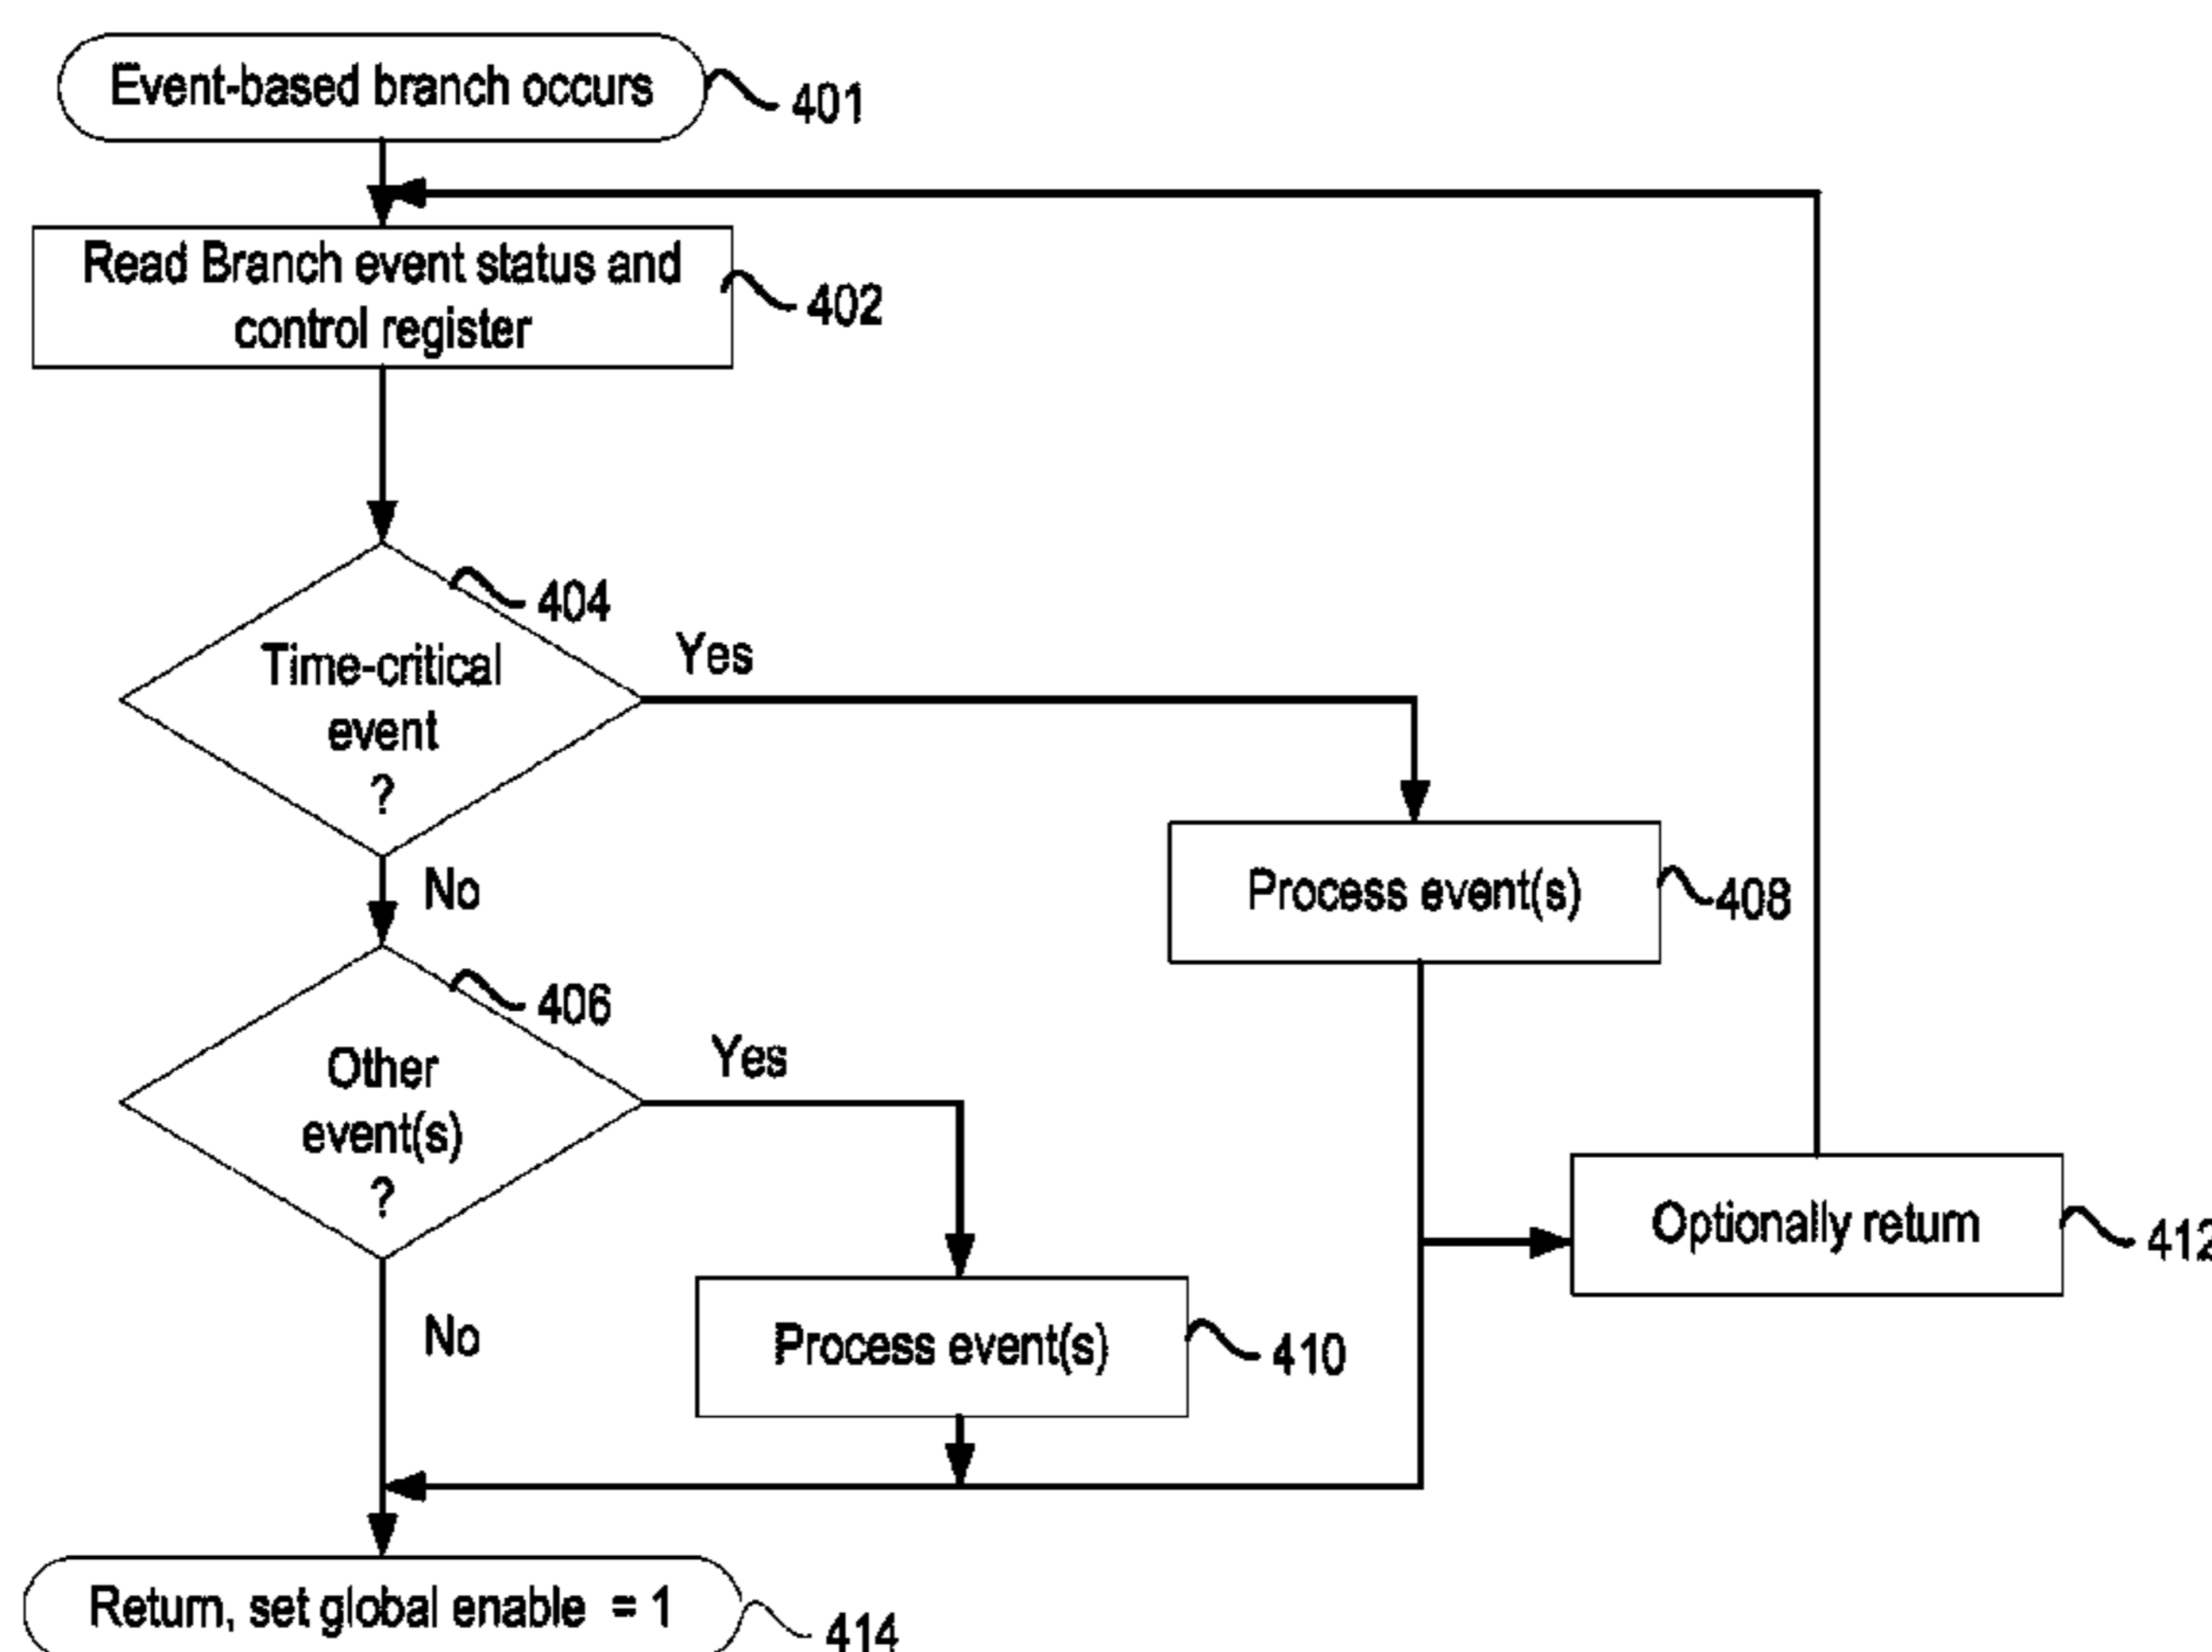 Event-based branch occurs
401
Read Branch event status and
control register
402
404
Time-critical
event
?
Yes
No
Process event(s)
408
406
Other
event(s)
?
Yes
No
Optionally return
412
Process event(s)
410
Return, set global enable = 1
414